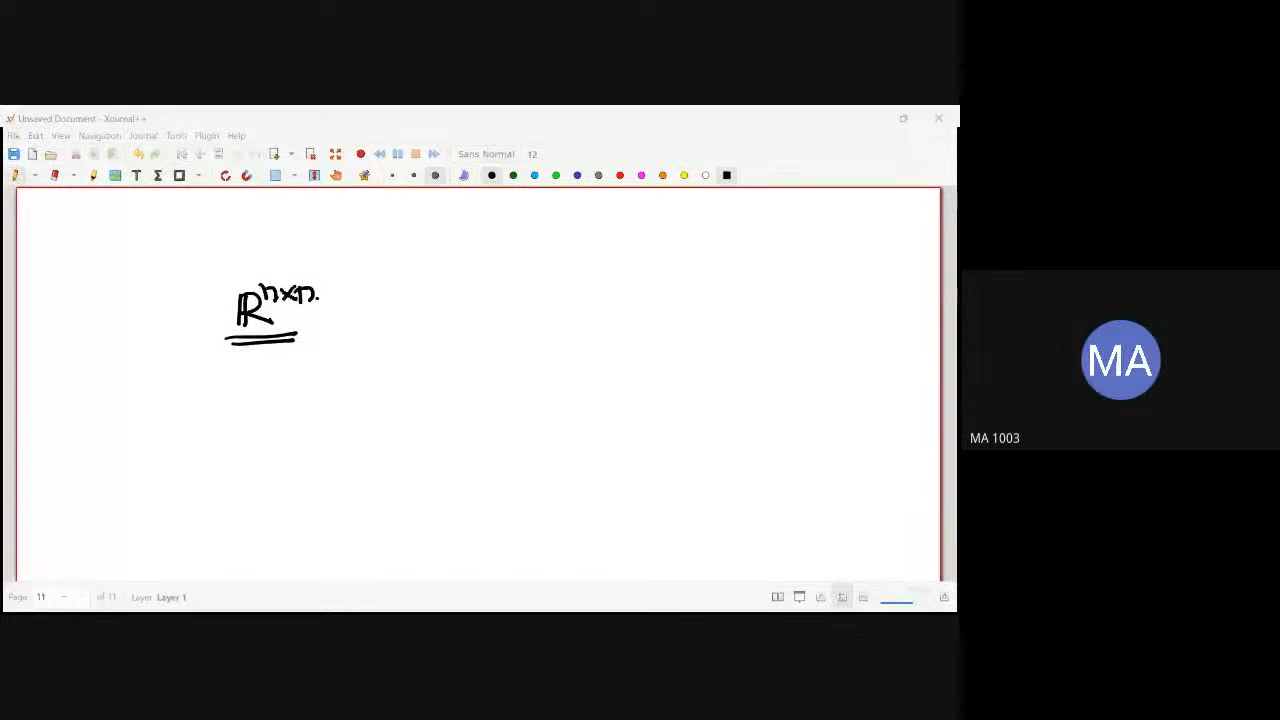 Unsaved Document - Xournal++
File Edit View Navigation Journal Tools Plugin Help
Sans Normal 12
ℝⁿˣⁿ.
MA
MA 1003
Page 11 of 11 Layer Layer 1